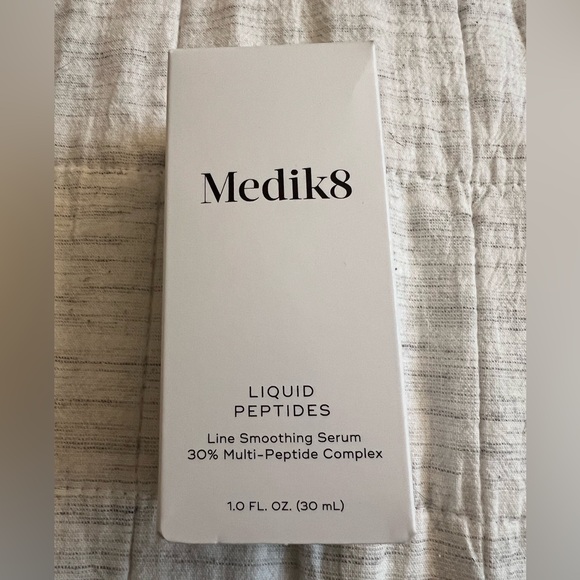 Medik8
LIQUID
PEPTIDES
Line Smoothing Serum
30% Multi-Peptide Complex
1.0 FL. OZ. (30 mL)